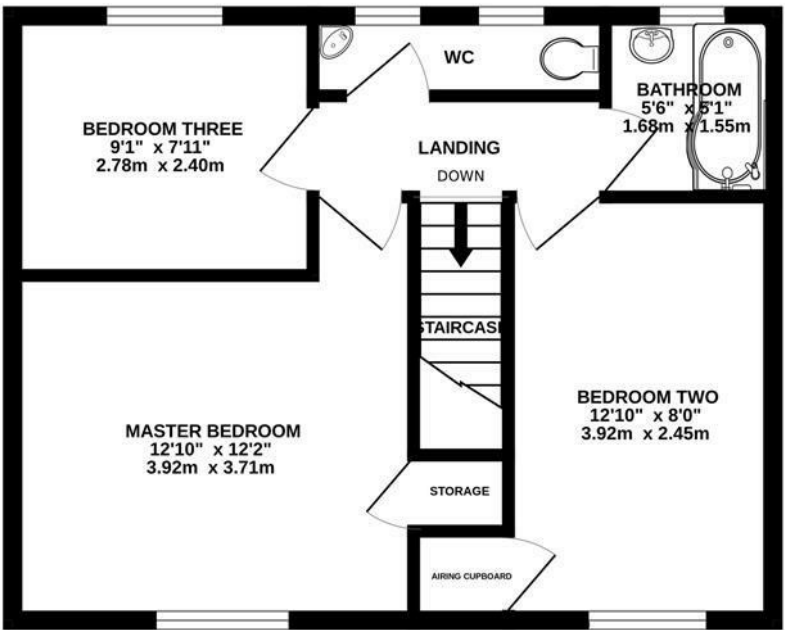 WC
BATHROOM
5'6" x 5'1"
1.68m x 1.55m
BEDROOM THREE
9'1" x 7'11"
2.78m x 2.40m
LANDING
DOWN
STAIRCASE
BEDROOM TWO
12'10" x 8'0"
3.92m x 2.45m
MASTER BEDROOM
12'10" x 12'2"
3.92m x 3.71m
STORAGE
AIRING CUPBOARD